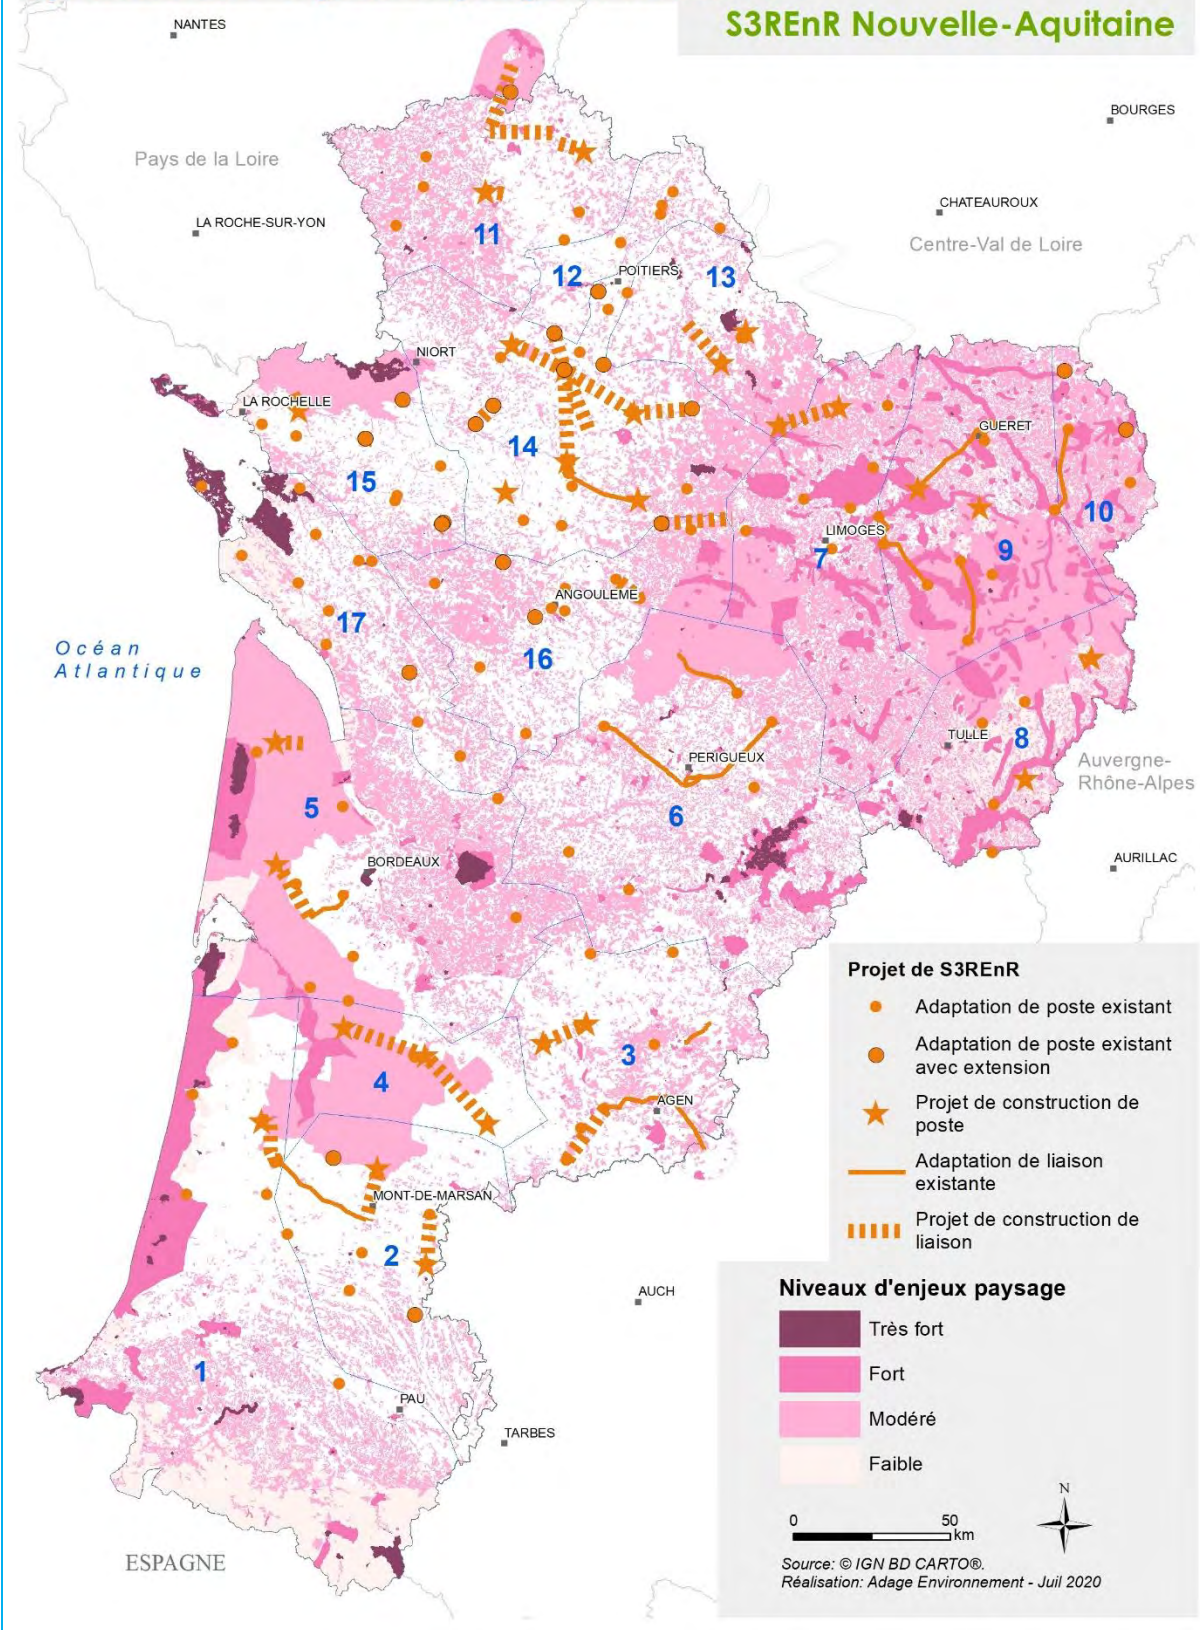 S3REnR Nouvelle-Aquitaine
NANTES
BOURGES
Pays de la Loire
CHATEAUROUX
LA ROCHE-SUR-YON
11
Centre-Val de Loire
12
POITIERS
13
NIORT
LA ROCHELLE
GUERET
14
15
10
LIMOGES
7
9
ANGOULEME
17
Océan
Atlantique
16
TULLE
8
PERIGUEUX
Auvergne-
Rhône-Alpes
5
6
BORDEAUX
AURILLAC
3
4
AGEN
MONT-DE-MARSAN
2
AUCH
1
PAU
TARBES
ESPAGNE
Projet de S3REnR
Adaptation de poste existant
Adaptation de poste existant
avec extension
Projet de construction de
poste
Adaptation de liaison
existante
Projet de construction de
liaison
Niveaux d'enjeux paysage
Très fort
Fort
Modéré
Faible
N
0 50
km
Source: © IGN BD CARTO®.
Réalisation: Adage Environnement - Juil 2020